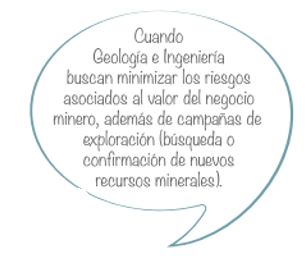 Cuando
Geología e Ingeniería
buscan minimizar los riesgos
asociados al valor del negocio
minero, además de campañas de
exploración (búsqueda o
confirmación de nuevos
recursos minerales).